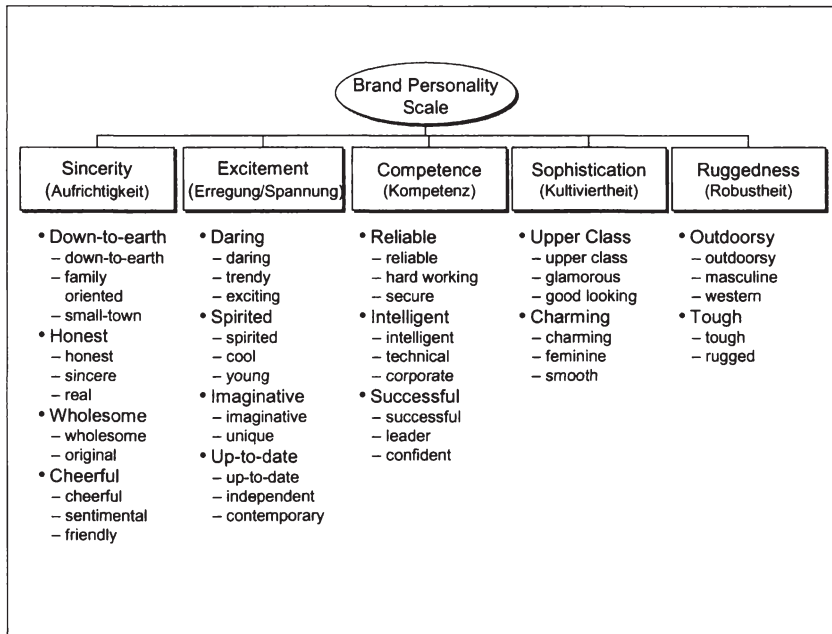 Brand Personality
Scale
Sincerity
(Aufrichtigkeit)
• Down-to-earth
– down-to-earth
– family
oriented
– small-town
• Honest
– honest
– sincere
– real
• Wholesome
– wholesome
– original
• Cheerful
– cheerful
– sentimental
– friendly
Excitement
(Erregung/Spannung)
• Daring
– daring
– trendy
– exciting
• Spirited
– spirited
– cool
– young
• Imaginative
– imaginative
– unique
• Up-to-date
– up-to-date
– independent
– contemporary
Competence
(Kompetenz)
• Reliable
– reliable
– hard working
– secure
• Intelligent
– intelligent
– technical
– corporate
• Successful
– successful
– leader
– confident
Sophistication
(Kultiviertheit)
• Upper Class
– upper class
– glamorous
– good looking
• Charming
– charming
– feminine
– smooth
Ruggedness
(Robustheit)
• Outdoorsy
– outdoorsy
– masculine
– western
• Tough
– tough
– rugged